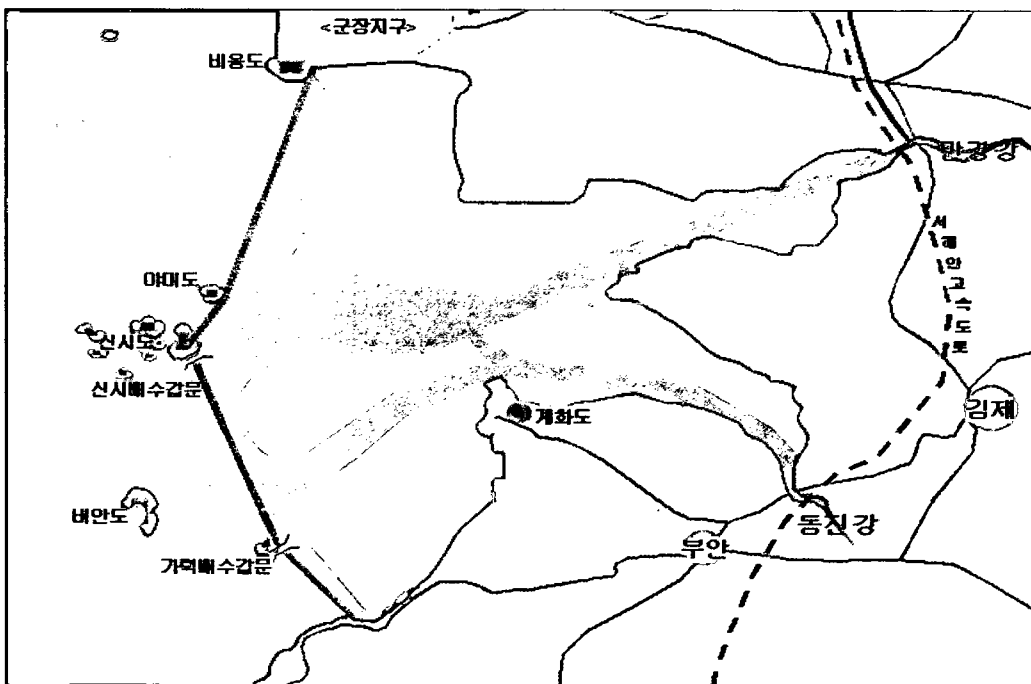 <군장지구>
비응도
만경강
서해안고속도로
야미도
신시도
신시배수갑문
김제
계화도
비안도
동진강
부안
가력배수갑문